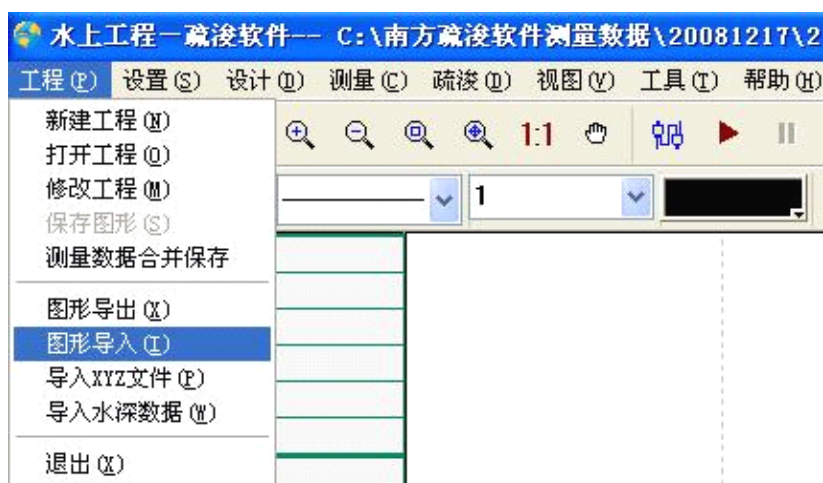 水上工程—疏浚软件-- C:\南方疏浚软件测量数据\20081217\2
工程(P) 设置(S) 设计(D) 测量(C) 疏浚(D) 视图(V) 工具(T) 帮助(H)
新建工程(N)
打开工程(O)
修改工程(M)
保存图形(S)
测量数据合并保存
图形导出(X)
图形导入(I)
导入XYZ文件(P)
导入水深数据(W)
退出(X)
1:1
1